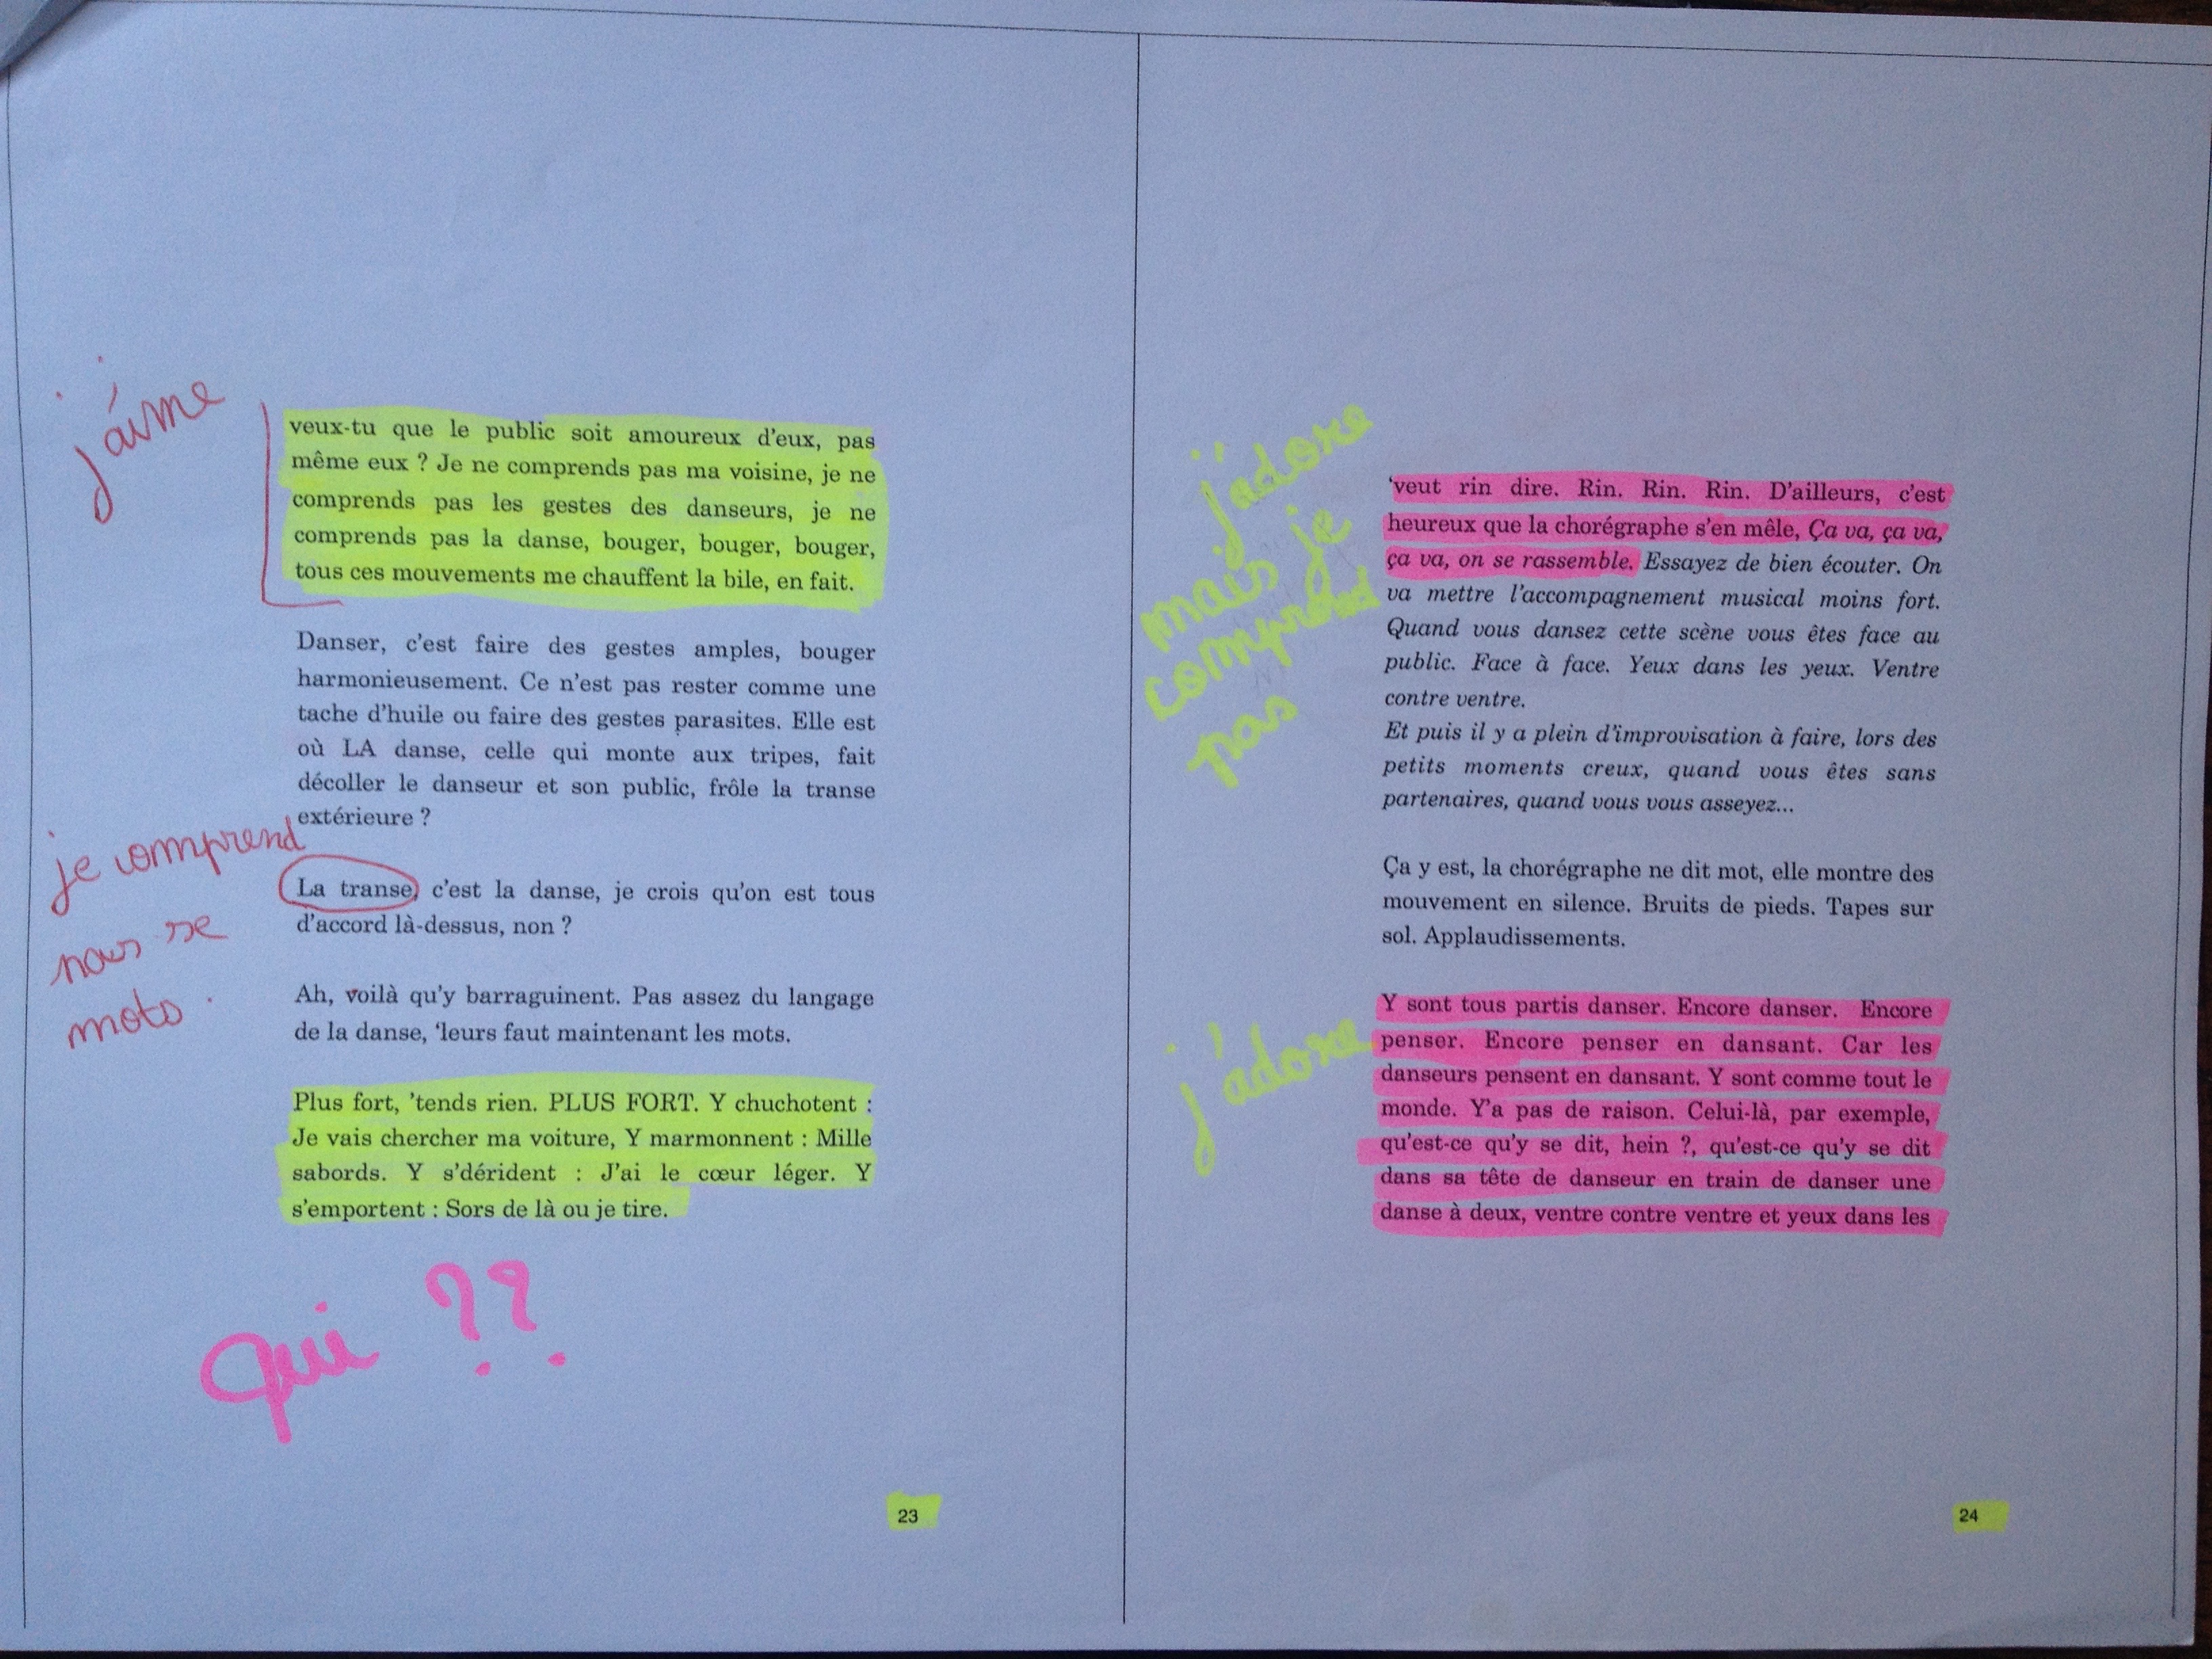 j'aime
veux-tu que le public soit amoureux d'eux, pas
même eux ? Je ne comprends pas ma voisine, je ne
comprends pas les gestes des danseurs, je ne
comprends pas la danse, bouger, bouger, bouger,
tous ces mouvements me chauffent la bile, en fait.
Danser, c'est faire des gestes amples, bouger
harmonieusement. Ce n'est pas rester comme une
tache d'huile ou faire des gestes parasites. Elle est
où LA danse, celle qui monte aux tripes, fait
décoller le danseur et son public, frôle la transe
extérieure ?
je comprend
La transe, c'est la danse, je crois qu'on est tous
d'accord là-dessus, non ?
se
mots.
Ah, voilà qu'y barraguinent. Pas assez du langage
de la danse, 'leurs faut maintenant les mots.
Plus fort, 'tends rien. PLUS FORT. Y chuchotent :
Je vais chercher ma voiture, Y marmonnent : Mille
sabords. Y s'dérident : J'ai le cœur léger. Y
s'emportent : Sors de là ou je tire.
Qui ??
23
j'adore
mais je
comprend
pas
'veut rin dire. Rin. Rin. Rin. D'ailleurs, c'est
heureux que la chorégraphe s'en mêle, Ça va, ça va,
ça va, on se rassemble. Essayez de bien écouter. On
va mettre l'accompagnement musical moins fort.
Quand vous dansez cette scène vous êtes face au
public. Face à face. Yeux dans les yeux. Ventre
contre ventre.
Et puis il y a plein d'improvisation à faire, lors des
petits moments creux, quand vous êtes sans
partenaires, quand vous vous asseyez...
Ça y est, la chorégraphe ne dit mot, elle montre des
mouvement en silence. Bruits de pieds. Tapes sur
sol. Applaudissements.
j'adore
Y sont tous partis danser. Encore danser. Encore
penser. Encore penser en dansant. Car les
danseurs pensent en dansant. Y sont comme tout le
monde. Y'a pas de raison. Celui-là, par exemple,
qu'est-ce qu'y se dit, hein ?, qu'est-ce qu'y se dit
dans sa tête de danseur en train de danser une
danse à deux, ventre contre ventre et yeux dans les
24